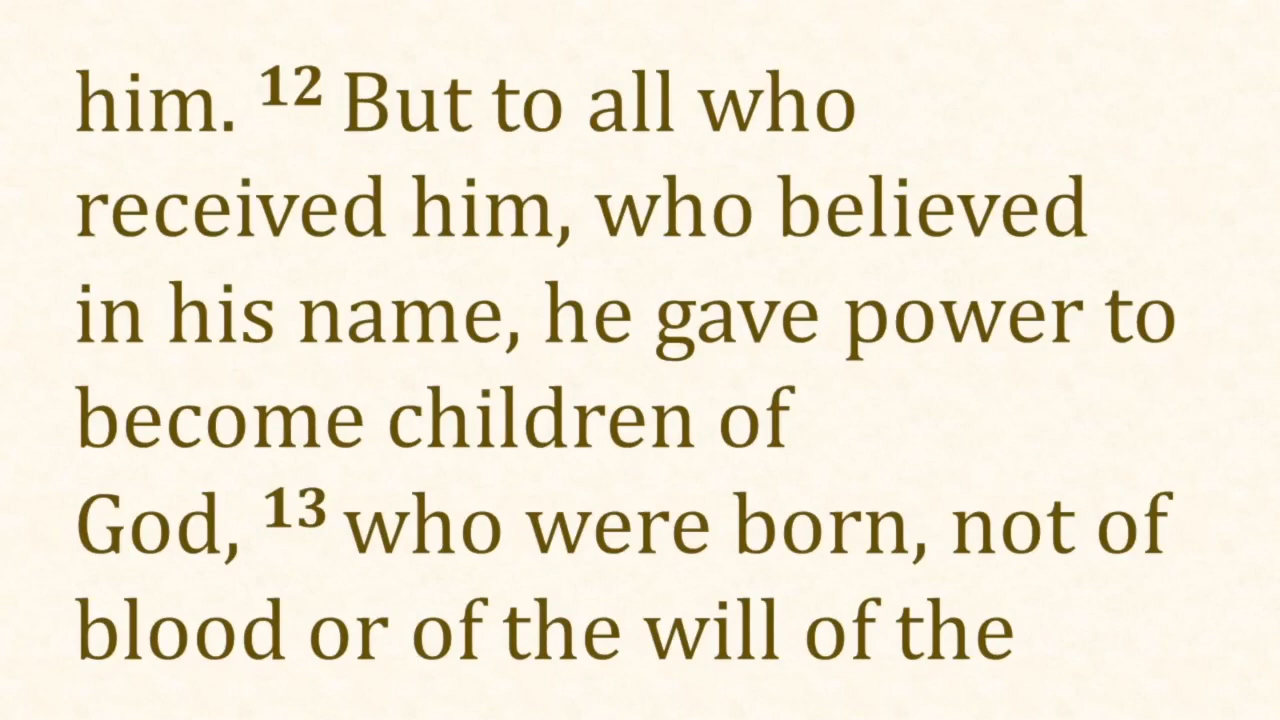 him. 12 But to all who
received him, who believed
in his name, he gave power to
become children of
God, 13 who were born, not of
blood or of the will of the